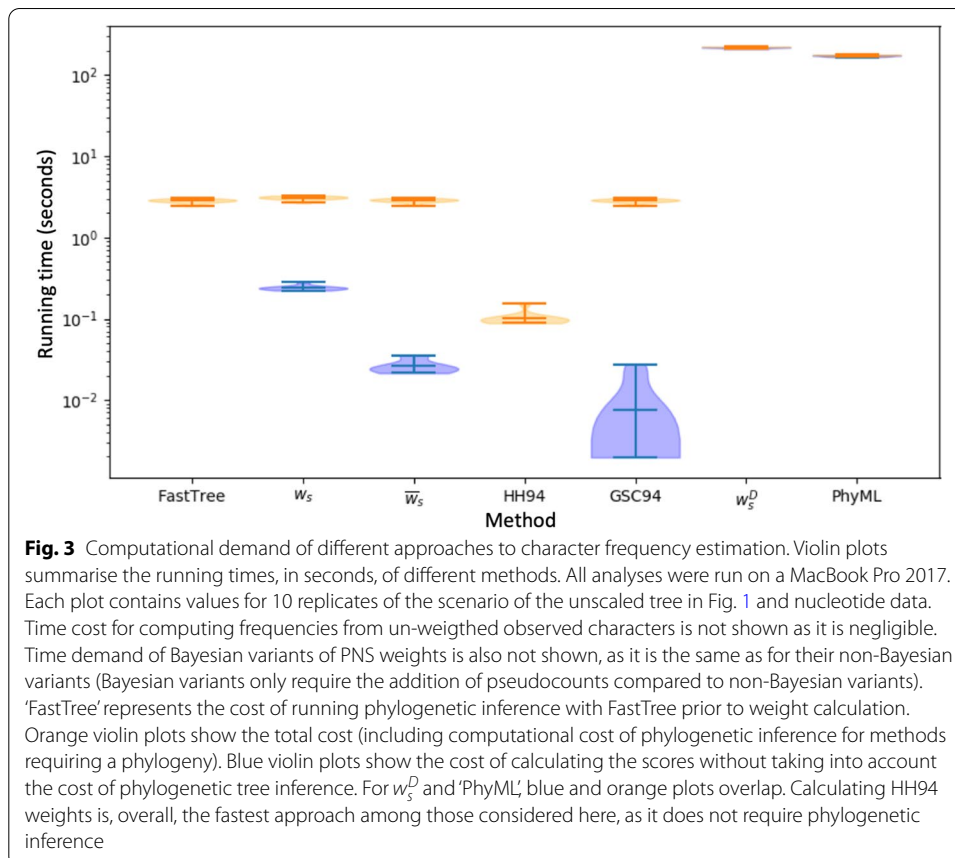 10²
10¹
10⁰
10⁻¹
10⁻²
Running time (seconds)
FastTree wₛ w̅ₛ HH94 GSC94 wₛᴰ PhyML
Method
Fig. 3 Computational demand of different approaches to character frequency estimation. Violin plots
summarise the running times, in seconds, of different methods. All analyses were run on a MacBook Pro 2017.
Each plot contains values for 10 replicates of the scenario of the unscaled tree in Fig. 1 and nucleotide data.
Time cost for computing frequencies from un-weigthed observed characters is not shown as it is negligible.
Time demand of Bayesian variants of PNS weights is also not shown, as it is the same as for their non-Bayesian
variants (Bayesian variants only require the addition of pseudocounts compared to non-Bayesian variants).
‘FastTree’ represents the cost of running phylogenetic inference with FastTree prior to weight calculation.
Orange violin plots show the total cost (including computational cost of phylogenetic inference for methods
requiring a phylogeny). Blue violin plots show the cost of calculating the scores without taking into account
the cost of phylogenetic tree inference. For wₛᴰ and ‘PhyML’, blue and orange plots overlap. Calculating HH94
weights is, overall, the fastest approach among those considered here, as it does not require phylogenetic
inference